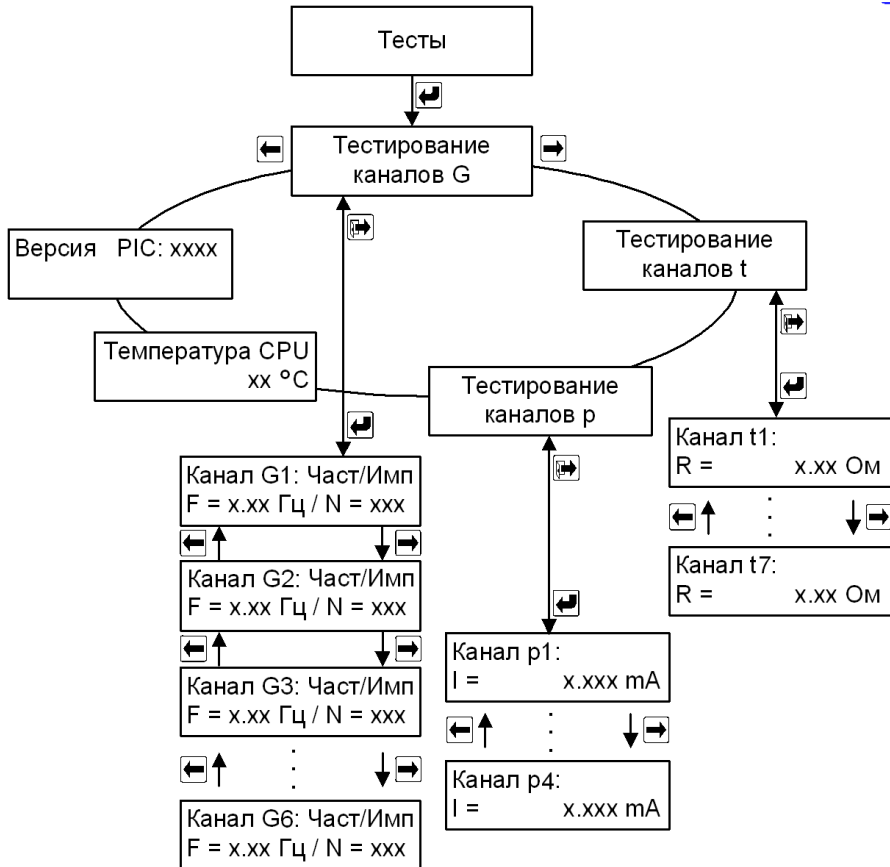 Тесты
Тестирование
каналов G
Версия PIC: xxxx
Тестирование
каналов t
Температура CPU
xx °C
Тестирование
каналов p
Канал t1:
R = x.xx Ом
Канал t7:
R = x.xx Ом
Канал G1: Част/Имп
F = x.xx Гц / N = xxx
Канал G2: Част/Имп
F = x.xx Гц / N = xxx
Канал G3: Част/Имп
F = x.xx Гц / N = xxx
Канал G6: Част/Имп
F = x.xx Гц / N = xxx
Канал p1:
I = x.xxx mA
Канал p4:
I = x.xxx mA